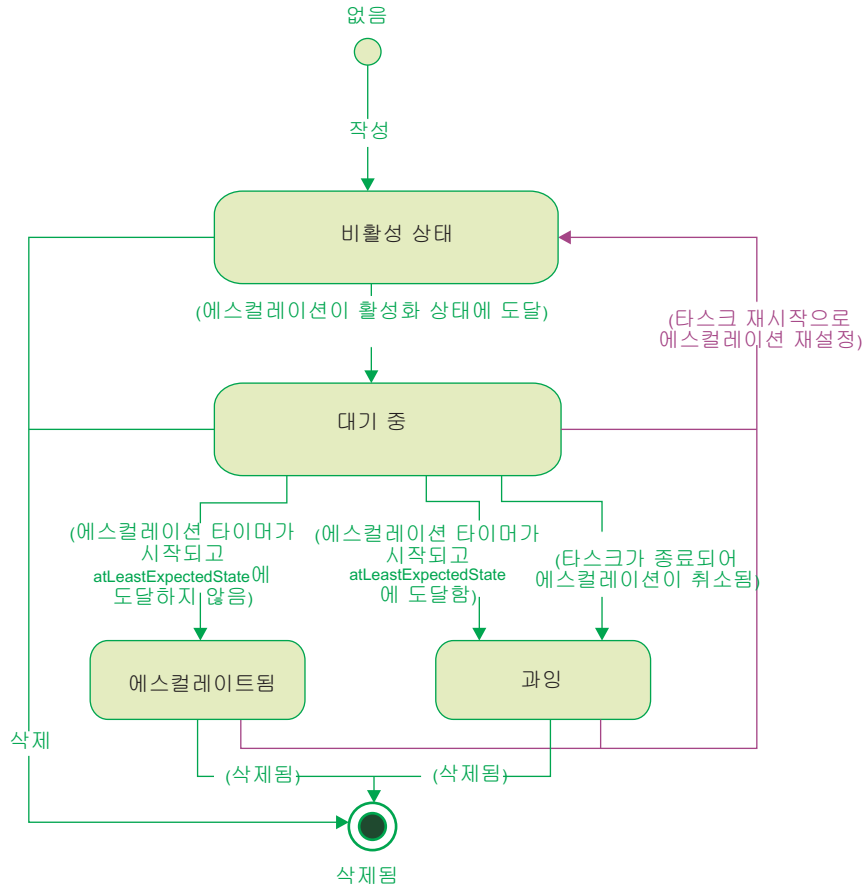 없음
작성
비활성 상태
(에스컬레이션이 활성화 상태에 도달)
(타스크 재시작으로
에스컬레이션 재설정)
대기 중
(에스컬레이션 타이머가
시작되고
atLeastExpectedState에
도달하지 않음)
(에스컬레이션 타이머가
시작되고
atLeastExpectedState
에 도달함)
(타스크가 종료되어
에스컬레이션이 취소됨)
에스컬레이트됨
과잉
삭제
(삭제됨)
(삭제됨)
삭제됨